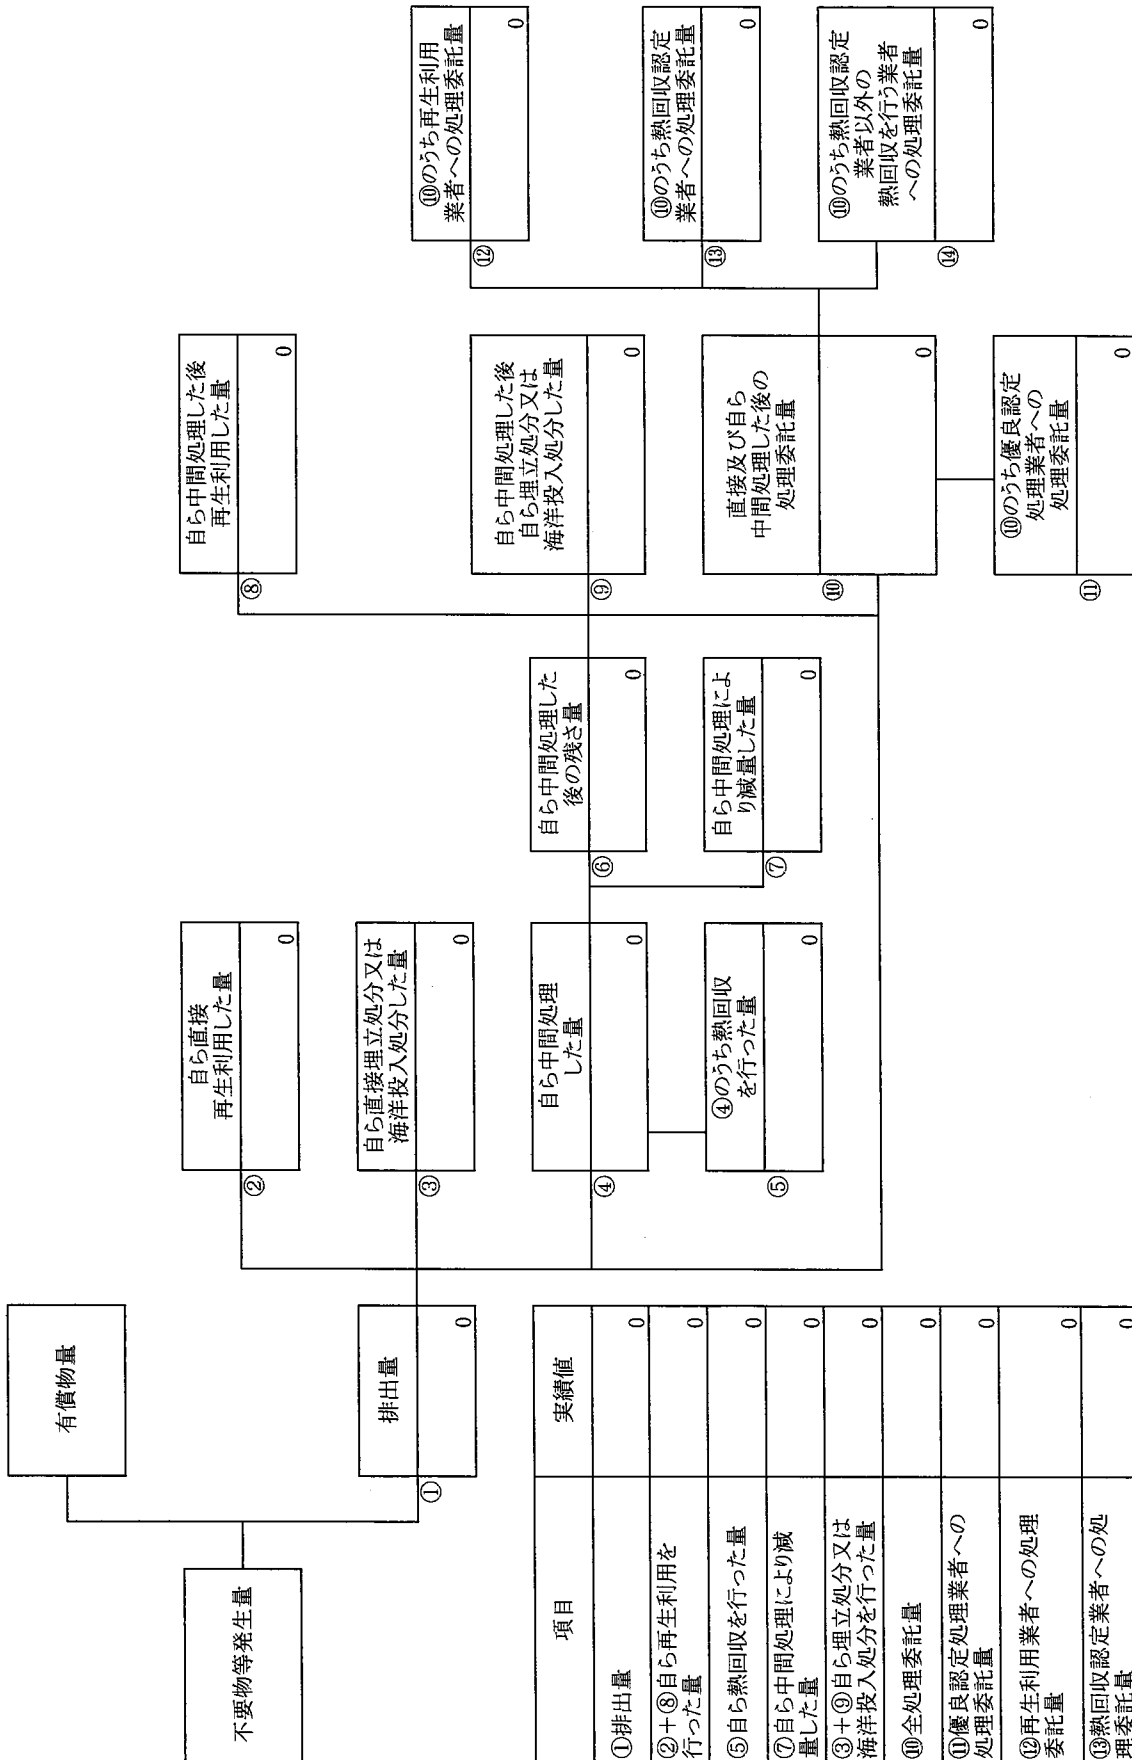 不要物等発生量
有償物量
排出量
①
0
自ら直接
再生利用した量
②
0
自ら直接埋立処分又は
海洋投入処分した量
③
0
自ら中間処理
した量
④
0
④のうち熱回収
を行った量
⑤
0
自ら中間処理した
後の残さ量
⑥
0
自ら中間処理によ
り減量した量
⑦
0
自ら中間処理した後
再生利用した量
⑧
0
自ら中間処理した後
自ら埋立処分又は
海洋投入処分した量
⑨
0
直接及び自ら
中間処理した後の
処理委託量
⑩
0
⑩のうち優良認定
処理業者への
処理委託量
⑪
0
⑩のうち再生利用
業者への処理委託量
⑫
0
⑩のうち熱回収認定
業者への処理委託量
⑬
0
⑩のうち熱回収認定
業者以外の
熱回収を行う業者
への処理委託量
⑭
0
項目 実績値
①排出量 0
②+⑧自ら再生利用を
行った量 0
⑤自ら熱回収を行った量 0
⑦自ら中間処理により減
量した量 0
③+⑨自ら埋立処分又は
海洋投入処分を行った量 0
⑩全処理委託量 0
⑪優良認定処理業者への
処理委託量 0
⑫再生利用業者への処理
委託量 0
⑬熱回収認定業者への処
理委託量 0